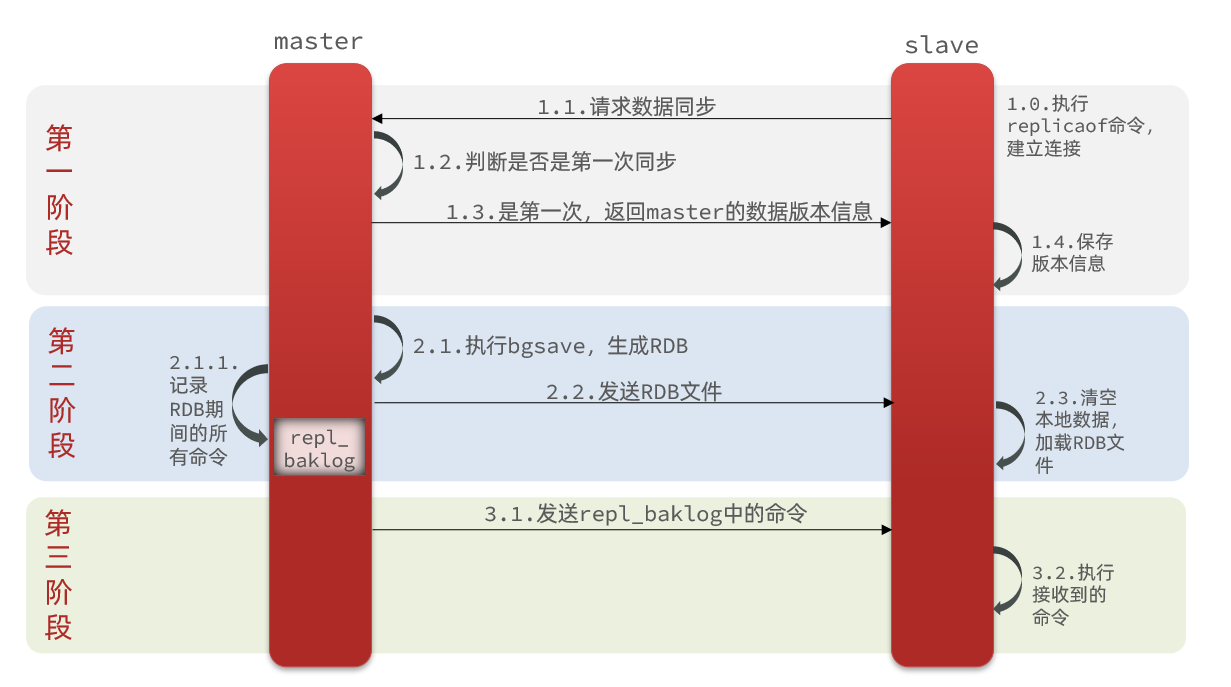 master
slave
第一阶段
1.0.执行
replicaof命令，
建立连接
1.1.请求数据同步
1.2.判断是否是第一次同步
1.3.是第一次，返回master的数据版本信息
1.4.保存
版本信息
第二阶段
2.1.执行bgsave，生成RDB
2.1.1.
记录
RDB期
间的所
有命令
repl_
baklog
2.2.发送RDB文件
2.3.清空
本地数据，
加载RDB文
件
第三阶段
3.1.发送repl_baklog中的命令
3.2.执行
接收到的
命令